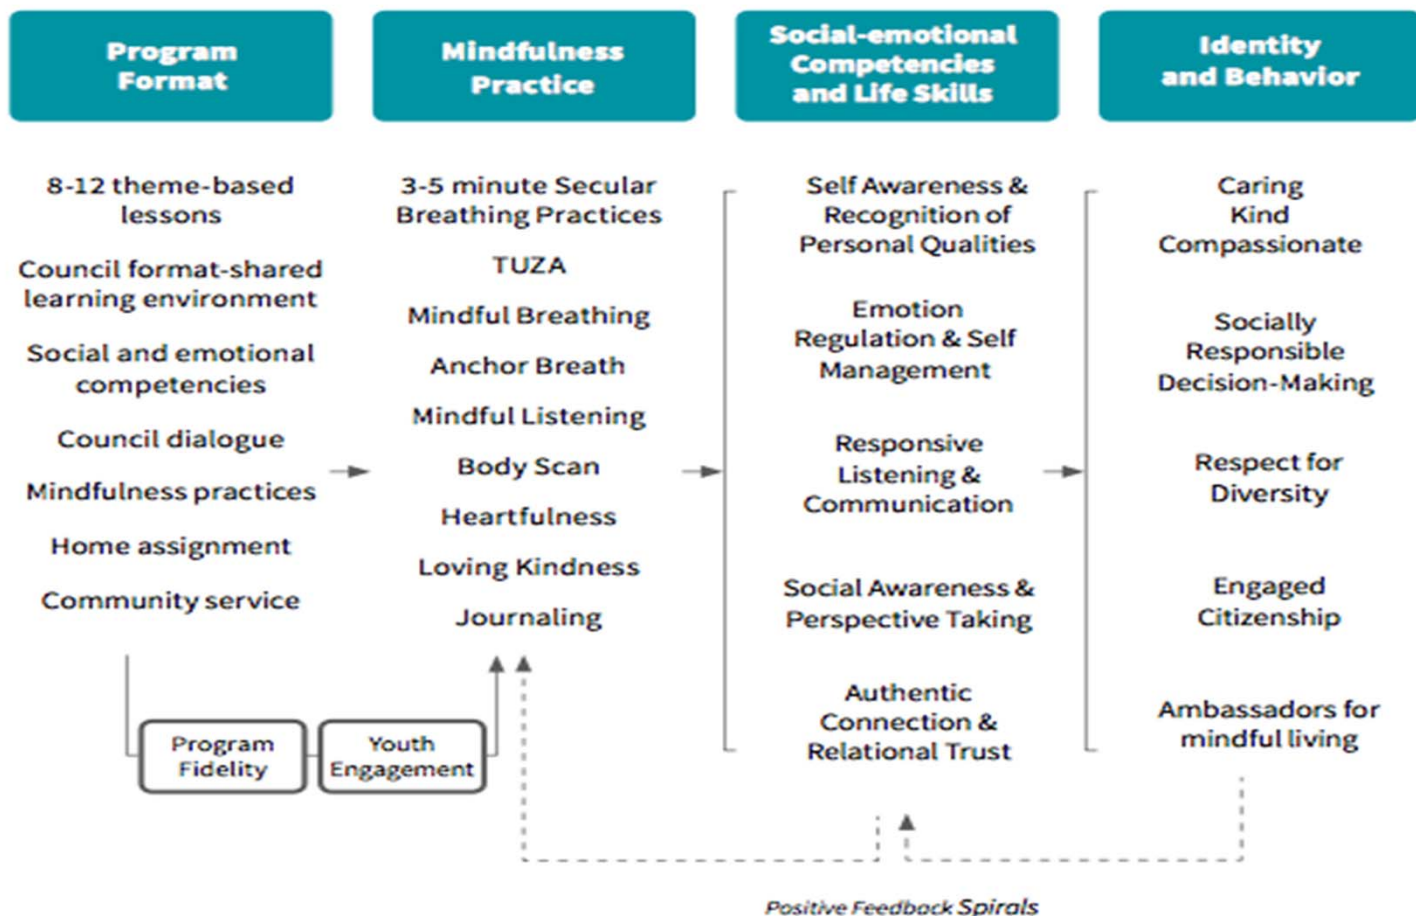 Program
Format
Mindfulness
Practice
Social-emotional
Competencies
and Life Skills
Identity
and Behavior
8-12 theme-based
lessons
Council format-shared
learning environment
Social and emotional
competencies
Council dialogue
Mindfulness practices
Home assignment
Community service
3-5 minute Secular
Breathing Practices
TUZA
Mindful Breathing
Anchor Breath
Mindful Listening
Body Scan
Heartfulness
Loving Kindness
Journaling
Self Awareness &
Recognition of
Personal Qualities
Emotion
Regulation & Self
Management
Responsive
Listening &
Communication
Social Awareness &
Perspective Taking
Authentic
Connection &
Relational Trust
Caring
Kind
Compassionate
Socially
Responsible
Decision-Making
Respect for
Diversity
Engaged
Citizenship
Ambassadors for
mindful living
Program
Fidelity
Youth
Engagement
Positive Feedback Spirals